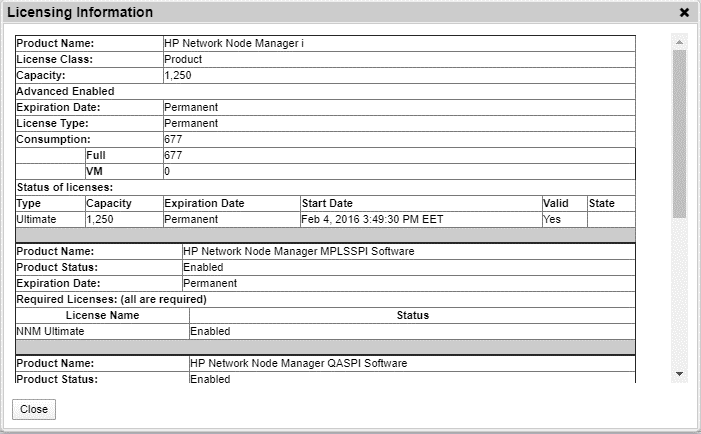 Licensing Information
Product Name: HP Network Node Manager i
License Class: Product
Capacity: 1,250
Advanced Enabled
Expiration Date: Permanent
License Type: Permanent
Consumption: 677
Full 677
VM 0
Status of licenses:
Type Capacity Expiration Date Start Date Valid State
Ultimate 1,250 Permanent Feb 4, 2016 3:49:30 PM EET Yes
Product Name: HP Network Node Manager MPLSSPI Software
Product Status: Enabled
Expiration Date: Permanent
Required Licenses: (all are required)
License Name Status
NNM Ultimate Enabled
Product Name: HP Network Node Manager QASPI Software
Product Status: Enabled
Close